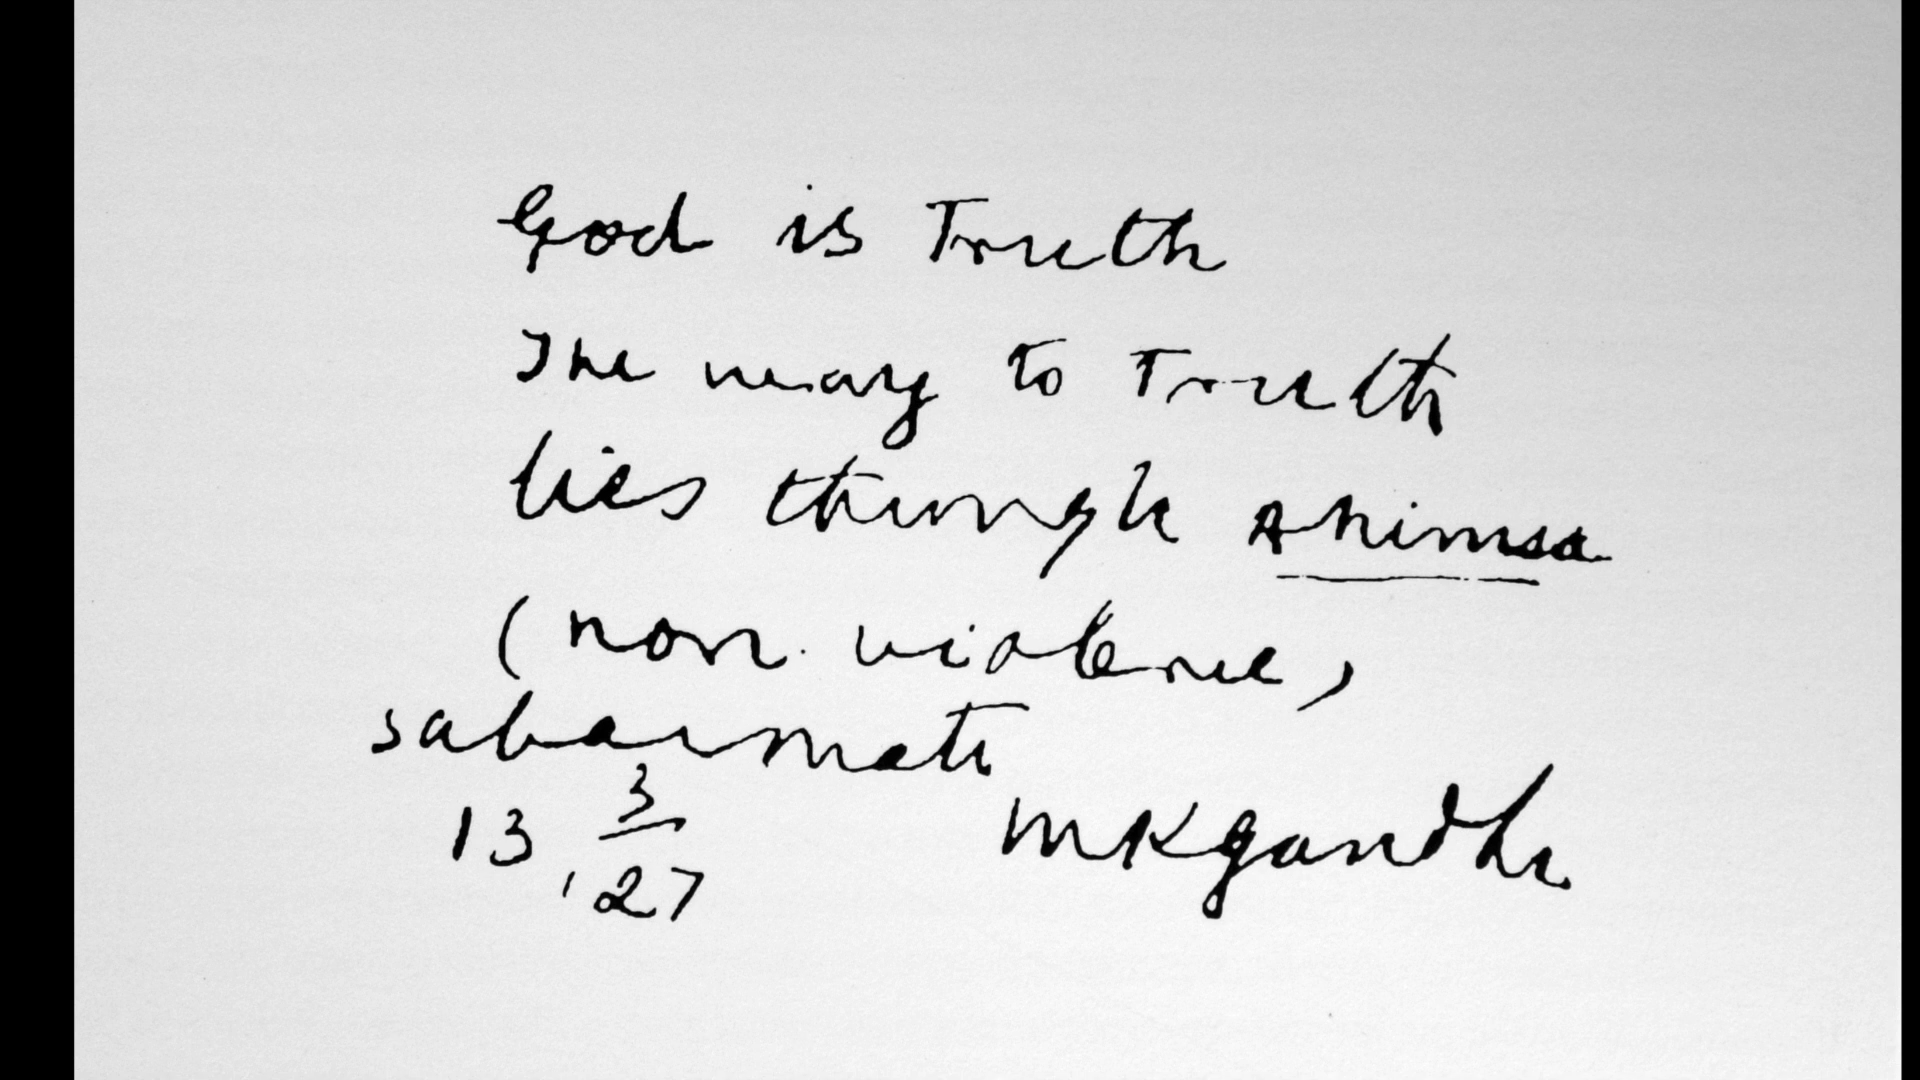 God is Truth
The way to Truth
lies through Ahimsa
(non-violence)
Sabarmati
13 3/27
MKGandhi